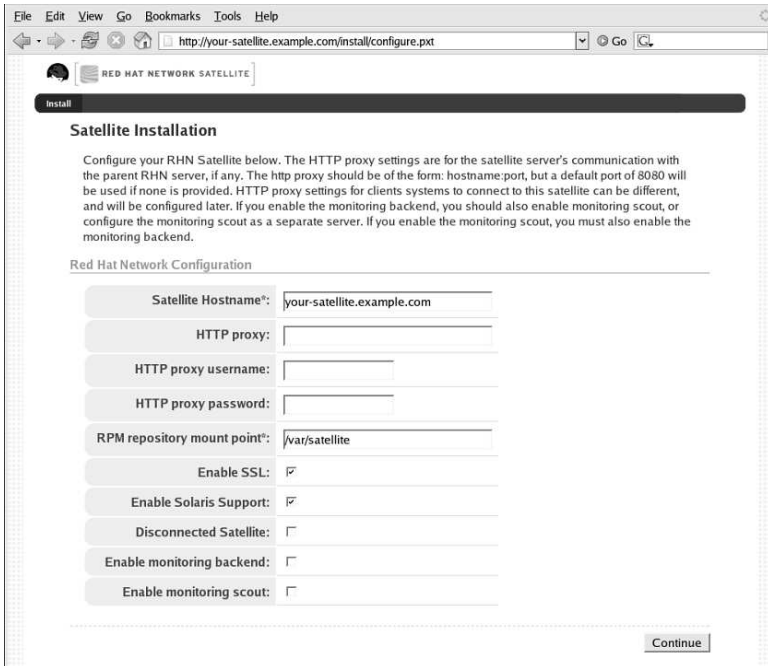 File Edit View Go Bookmarks Tools Help
http://your-satellite.example.com/install/configure.pxt Go G
RED HAT NETWORK SATELLITE
Install
Satellite Installation
Configure your RHN Satellite below. The HTTP proxy settings are for the satellite server's communication with
the parent RHN server, if any. The http proxy should be of the form: hostname:port, but a default port of 8080 will
be used if none is provided. HTTP proxy settings for clients systems to connect to this satellite can be different,
and will be configured later. If you enable the monitoring backend, you should also enable monitoring scout, or
configure the monitoring scout as a separate server. If you enable the monitoring scout, you must also enable the
monitoring backend.
Red Hat Network Configuration
Satellite Hostname*: your-satellite.example.com
HTTP proxy:
HTTP proxy username:
HTTP proxy password:
RPM repository mount point*: /var/satellite
Enable SSL:
Enable Solaris Support:
Disconnected Satellite:
Enable monitoring backend:
Enable monitoring scout:
Continue